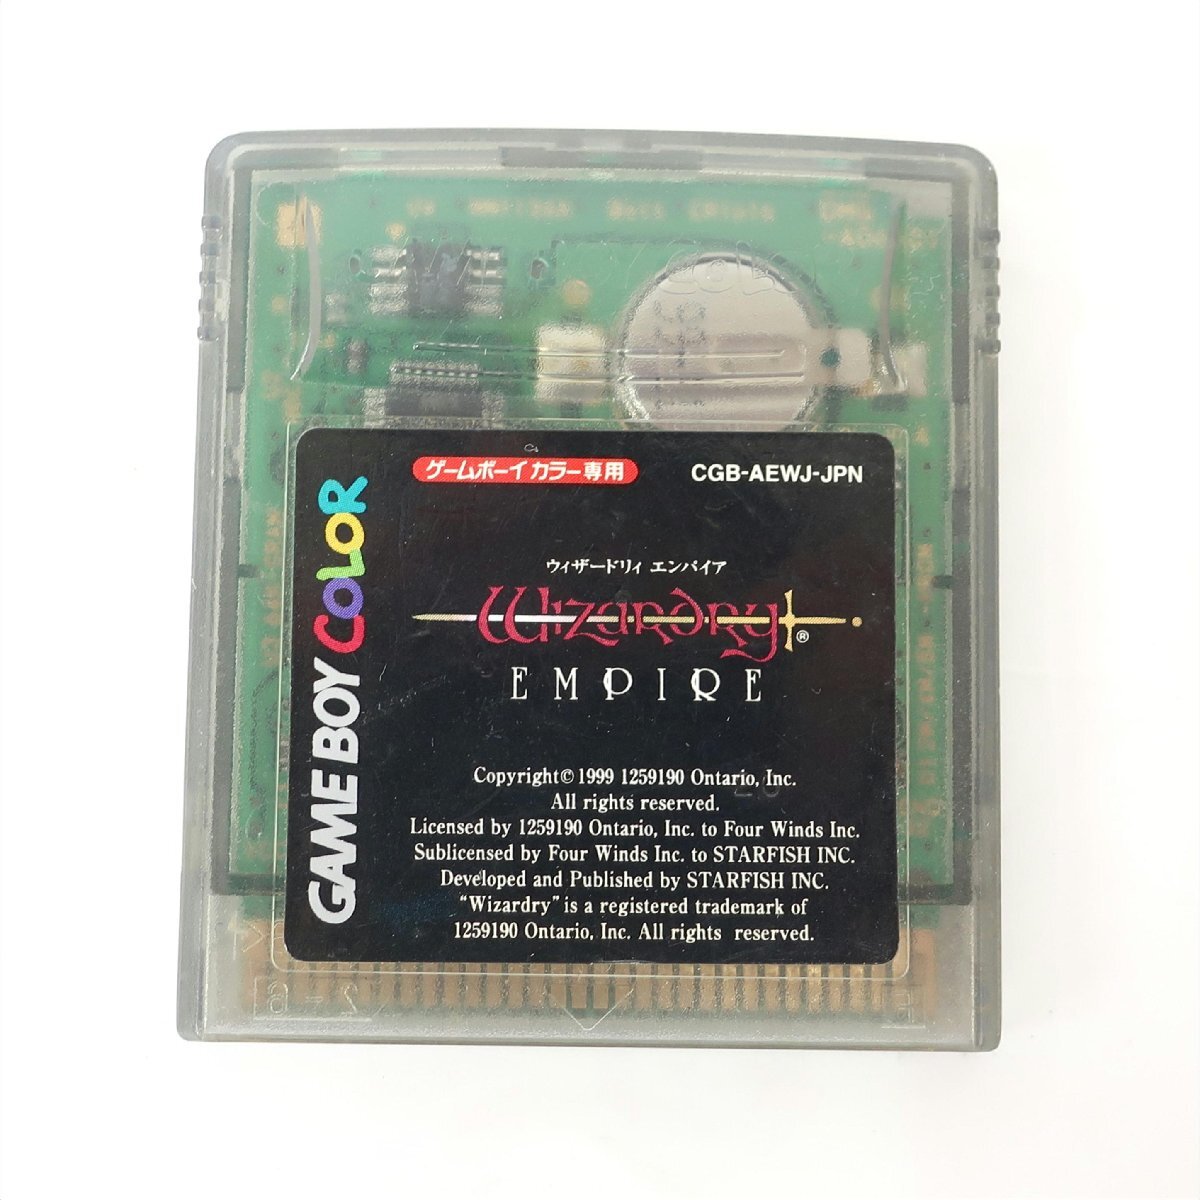 ゲームボーイカラー専用
CGB-AEWJ-JPN
GAME BOY COLOR
ウィザードリィ エンパイア
Wizardry®
EMPIRE
Copyright© 1999 1259190 Ontario, Inc.
All rights reserved.
Licensed by 1259190 Ontario, Inc. to Four Winds Inc.
Sublicensed by Four Winds Inc. to STARFISH INC.
Developed and Published by STARFISH INC.
“Wizardry” is a registered trademark of
1259190 Ontario, Inc. All rights reserved.